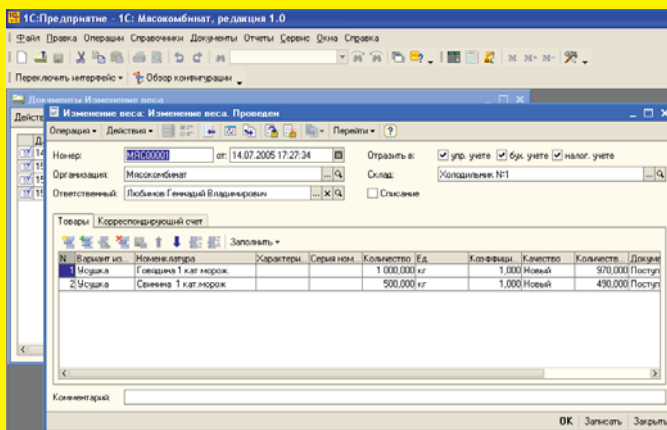 1С:Предприятие - 1С: Мясокомбинат, редакция 1.0
Файл Правка Операции Справочники Документы Отчеты Сервис Окна Справка
M M+ M-
Переключить интерфейс Обзор конфигурации
Документы Изменение веса
Изменение веса: Изменение веса. Проведен
Операция Действия Перейти ?
Номер: МЯС00001 от: 14.07.2005 17:27:34 Отразить в: упр. учете бух. учете налог. учете
Организация: Мясокомбинат ... Склад: Холодильник №1 ...
Ответственный: Любимов Геннадий Владимирович ... x Списание
Товары Корреспондирующий счет
Заполнить
N Вариант из... Номенклатура Характери... Серия ном... Количество Ед. Коэффици... Качество Количеств... Докуме
1 Усушка Говядина 1 кат морож. 1 000,000 кг 1,000 Новый 970,000 Поступ
2 Усушка Свинина 1 кат.морож 500,000 кг 1,000 Новый 490,000 Поступ
Комментарий:
OK Записать Закрыть